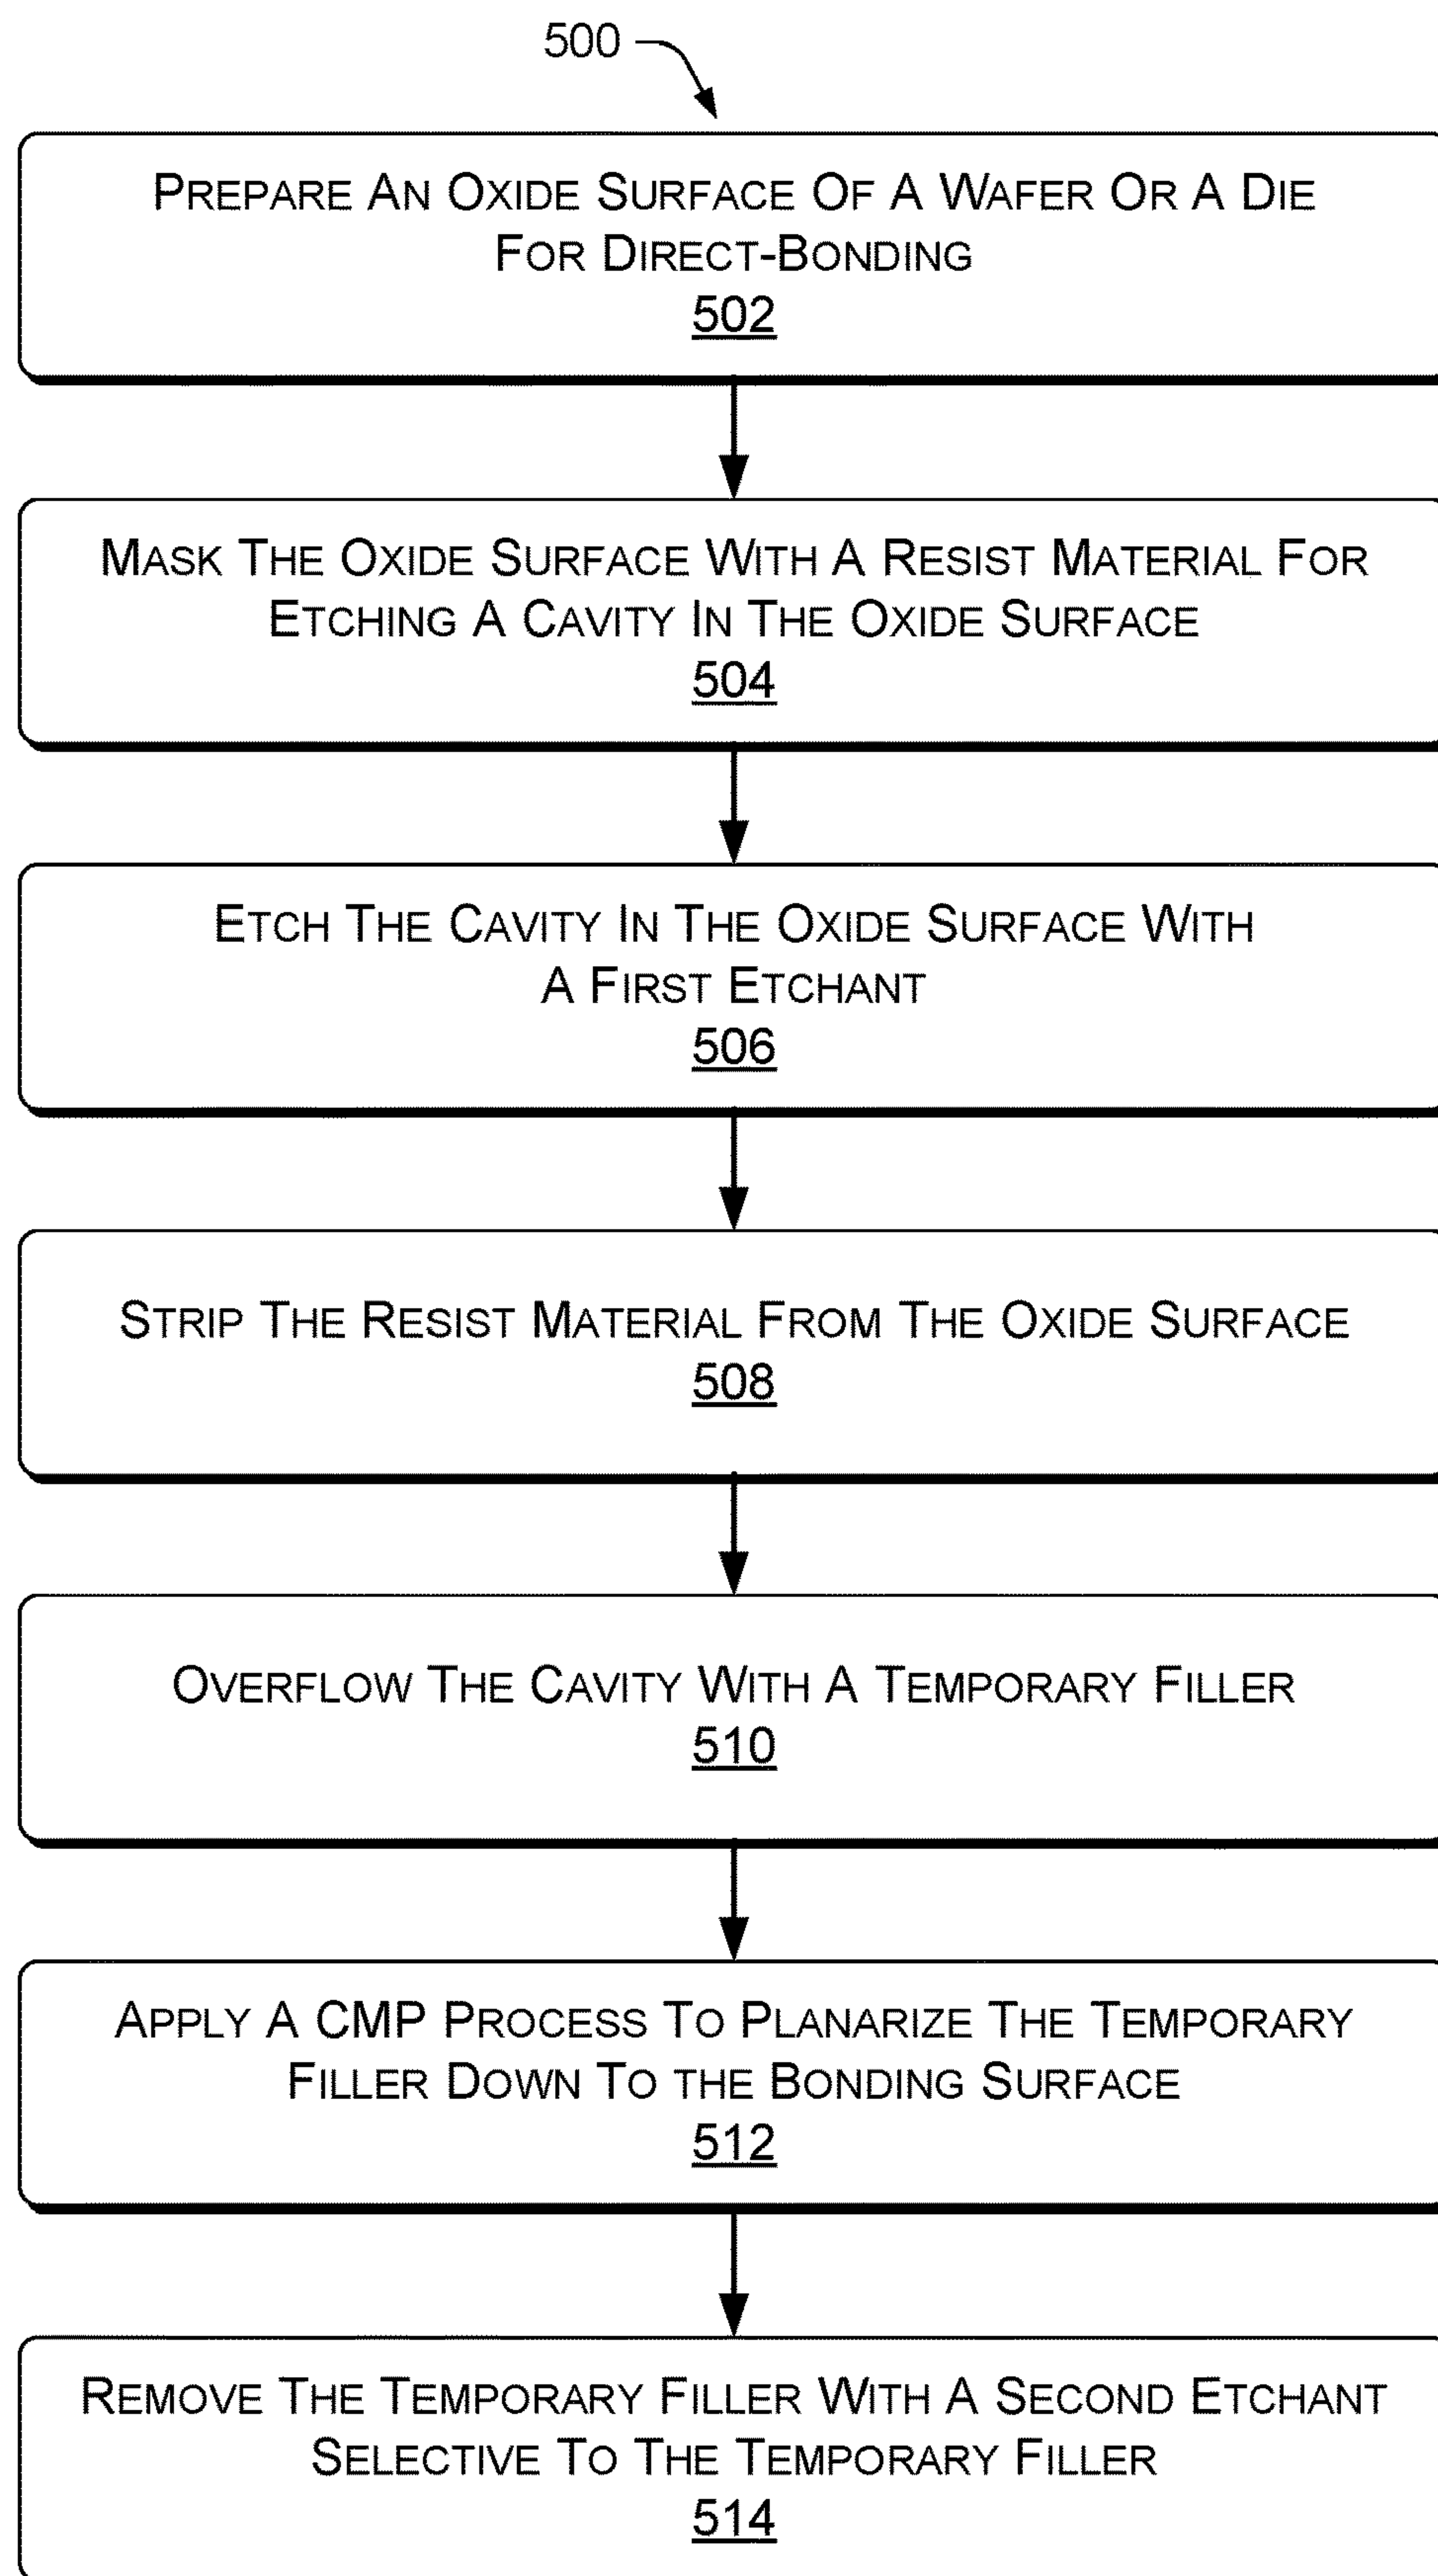 500
PREPARE AN OXIDE SURFACE OF A WAFER OR A DIE
FOR DIRECT-BONDING
502
MASK THE OXIDE SURFACE WITH A RESIST MATERIAL FOR
ETCHING A CAVITY IN THE OXIDE SURFACE
504
ETCH THE CAVITY IN THE OXIDE SURFACE WITH
A FIRST ETCHANT
506
STRIP THE RESIST MATERIAL FROM THE OXIDE SURFACE
508
OVERFLOW THE CAVITY WITH A TEMPORARY FILLER
510
APPLY A CMP PROCESS TO PLANARIZE THE TEMPORARY
FILLER DOWN TO THE BONDING SURFACE
512
REMOVE THE TEMPORARY FILLER WITH A SECOND ETCHANT
SELECTIVE TO THE TEMPORARY FILLER
514